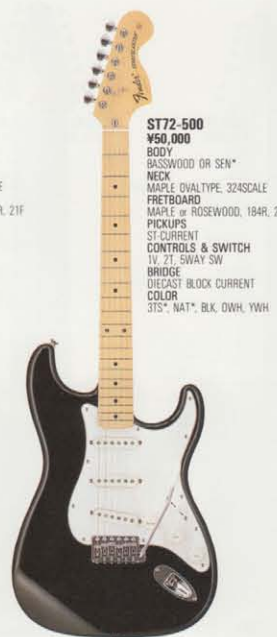 Fender STRATOCASTER
ST72-500
¥50,000
BODY
BASSWOOD OR SEN*
NECK
MAPLE OVALTYPE, 324SCALE
FRETBOARD
MAPLE or ROSEWOOD, 184R, 2
PICKUPS
ST-CURRENT
CONTROLS & SWITCH
1V, 2T, 5WAY SW
BRIDGE
DIECAST BLOCK CURRENT
COLOR
3TS*, NAT*, BLK, OWH, YWH
E
R, 21F